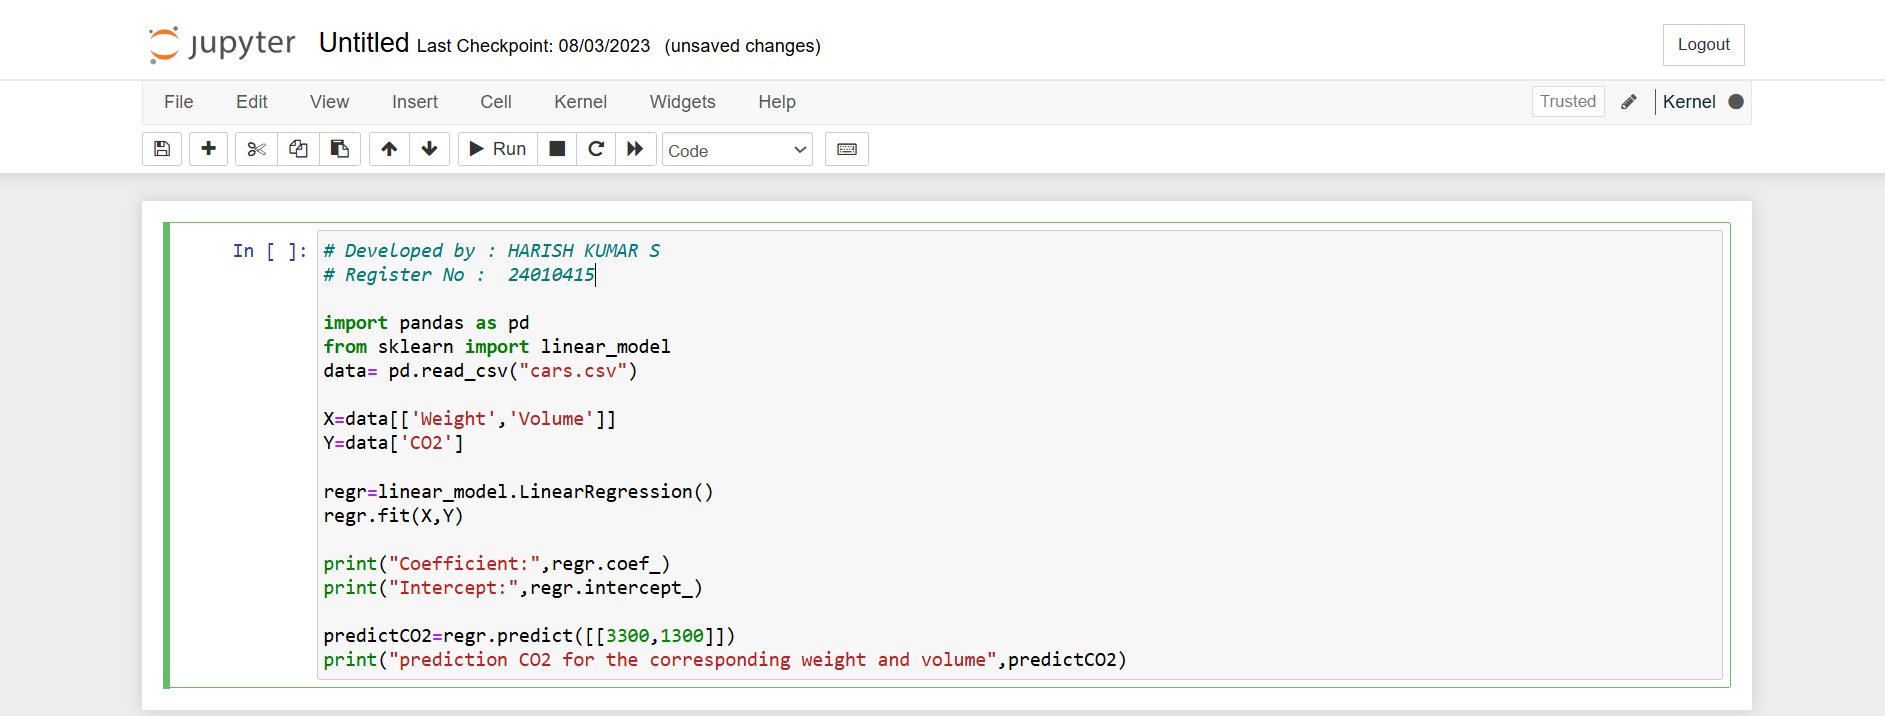 jupyter Untitled Last Checkpoint: 08/03/2023 (unsaved changes) Logout
File Edit View Insert Cell Kernel Widgets Help Trusted Kernel
Run Code
In [ ]: # Developed by : HARISH KUMAR S
# Register No :  24010415
import pandas as pd
from sklearn import linear_model
data= pd.read_csv("cars.csv")
X=data[['Weight','Volume']]
Y=data['CO2']
regr=linear_model.LinearRegression()
regr.fit(X,Y)
print("Coefficient:",regr.coef_)
print("Intercept:",regr.intercept_)
predictCO2=regr.predict([[3300,1300]])
print("prediction CO2 for the corresponding weight and volume",predictCO2)